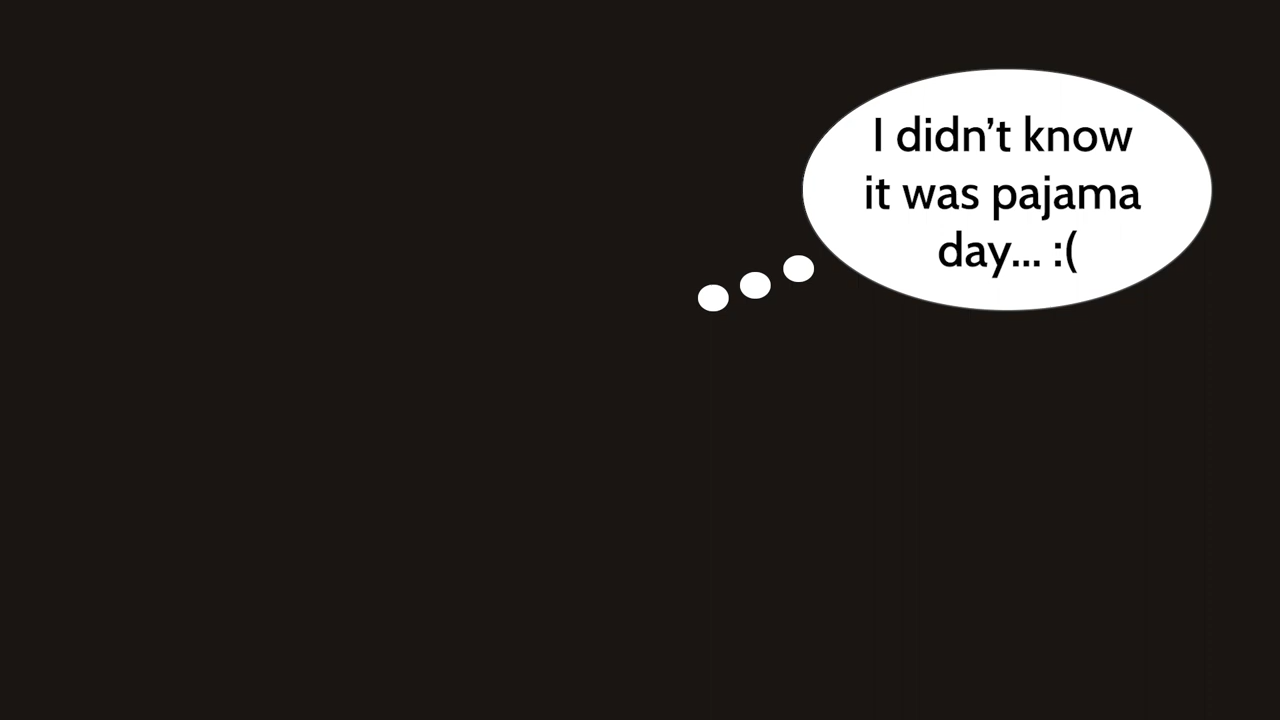 I didn’t know
it was pajama
day... :(